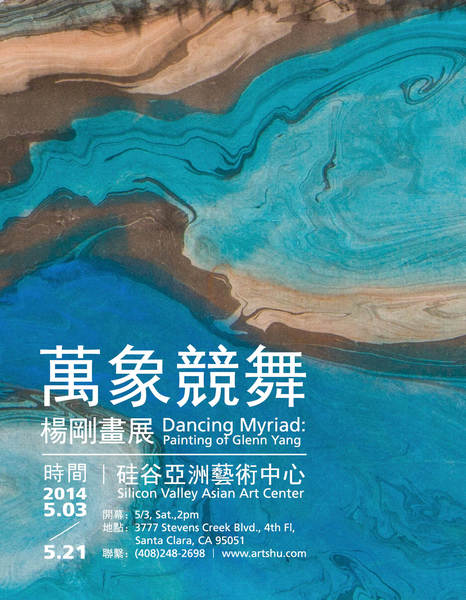 萬象競舞
楊剛畫展 Dancing Myriad:
Painting of Glenn Yang
時間 | 硅谷亞洲藝術中心
2014 Silicon Valley Asian Art Center
5.03 開幕: 5/3, Sat.,2pm
地點: 3777 Stevens Creek Blvd., 4th Fl,
Santa Clara, CA 95051
5.21 聯繫: (408)248-2698 | www.artshu.com